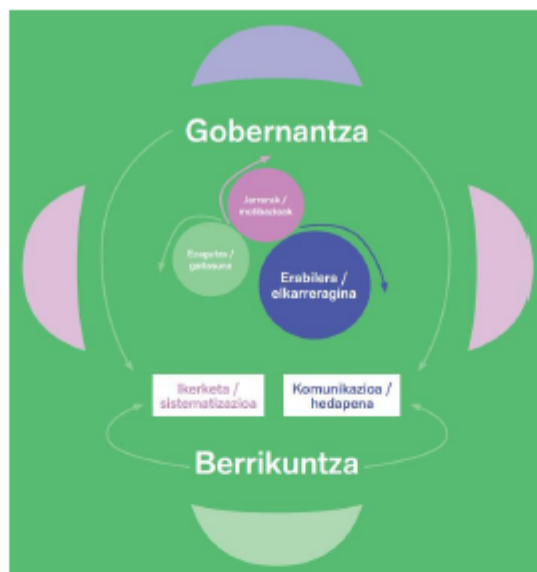 Gobernantza
Jarrerak /
motibazioak
Ezagutza /
gaitasuna
Erabilera /
elkarreragina
Ikerketa /
sistematizazioa
Komunikazioa /
hedapena
Berrikuntza